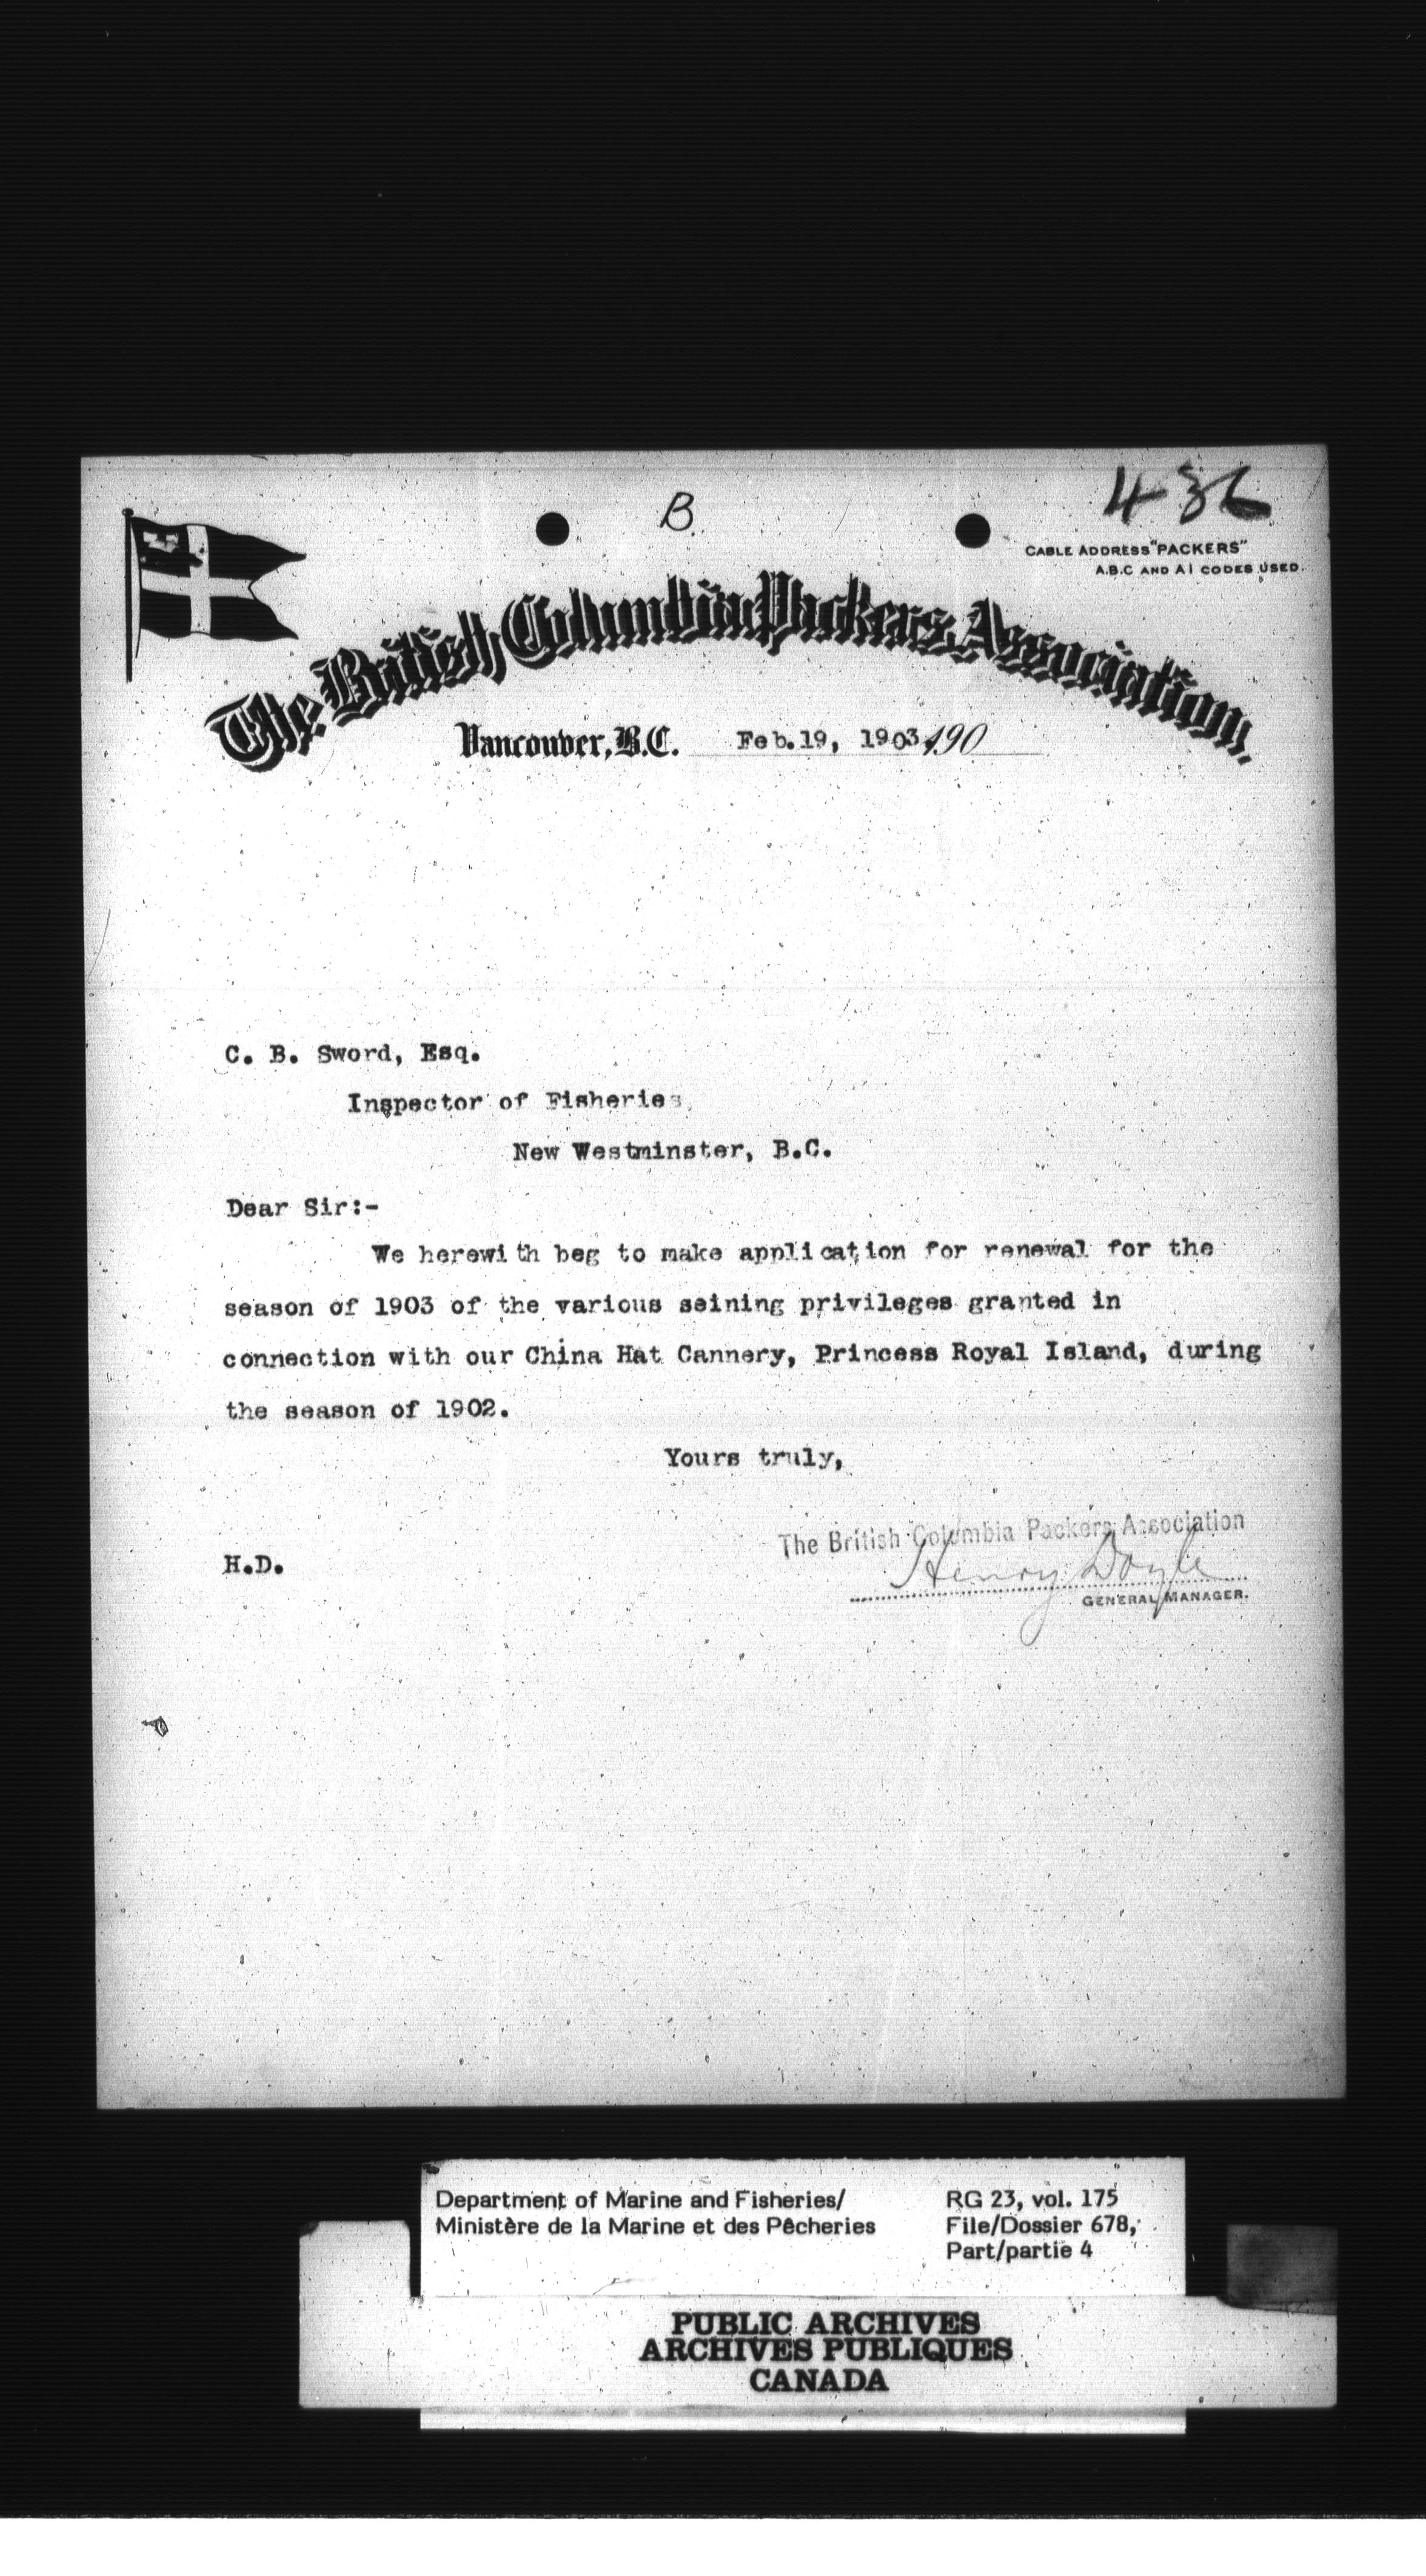 B.
436
CABLE ADDRESS "PACKERS"
A.B.C AND A1 CODES USED.
The British Columbia Packers Association.
Vancouver, B.C. Feb.19, 1903 190
C. B. Sword, Esq.
Inspector of Fisheries,
New Westminster, B.C.
Dear Sir:-
We herewith beg to make application for renewal for the
season of 1903 of the various seining privileges granted in
connection with our China Hat Cannery, Princess Royal Island, during
the season of 1902.
Yours truly,
The British Columbia Packers Association
H.D.
Henry Doyle
GENERAL MANAGER.
Department of Marine and Fisheries/
Ministère de la Marine et des Pêcheries
RG 23, vol. 175
File/Dossier 678,
Part/partie 4
PUBLIC ARCHIVES
ARCHIVES PUBLIQUES
CANADA